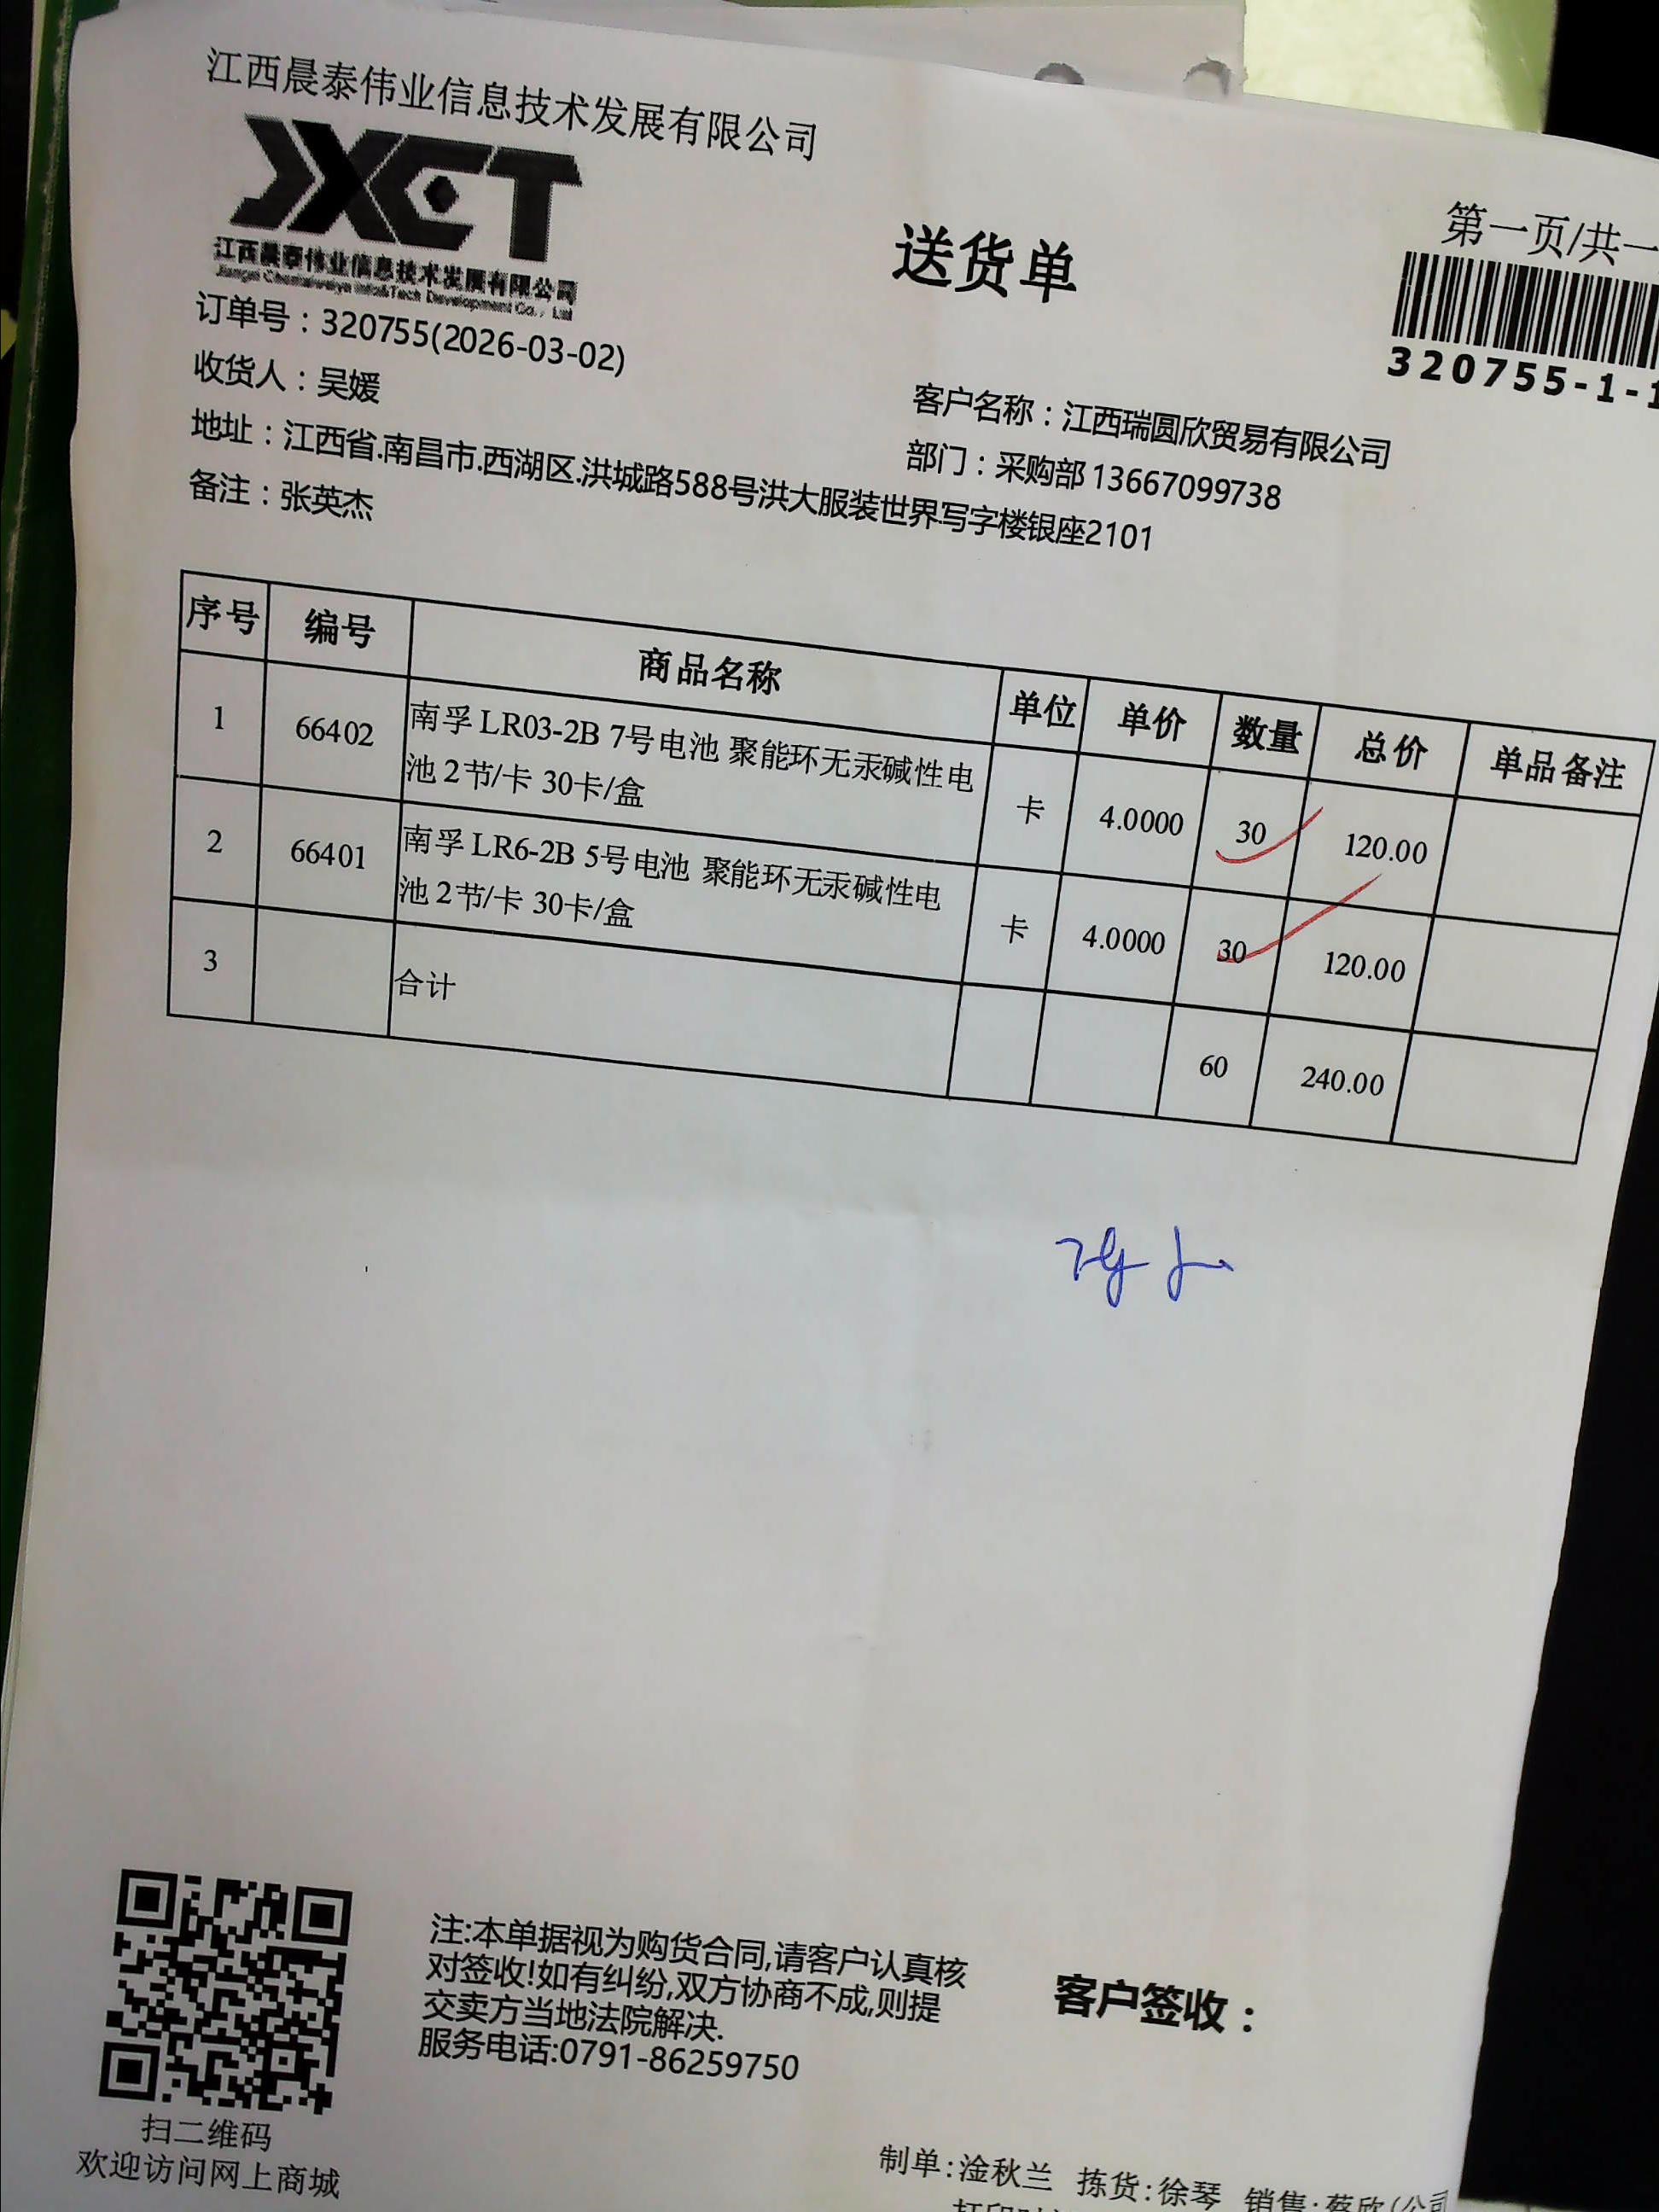 江西晨泰伟业信息技术发展有限公司
JXCT
江西晨泰伟业信息技术发展有限公司
Jiangxi Chentaiweiye Info&Tech Development Co., Ltd
送货单
第一页/共一
320755-1-1
订单号：320755(2026-03-02)
收货人：吴媛
客户名称：江西瑞圆欣贸易有限公司
部门：采购部 13667099738
地址：江西省.南昌市.西湖区.洪城路588号洪大服装世界写字楼银座2101
备注：张英杰
序号 编号 商品名称 单位 单价 数量 总价 单品备注
1 66402 南孚 LR03-2B 7号电池 聚能环无汞碱性电
池 2节/卡 30卡/盒 卡 4.0000 30 120.00
2 66401 南孚 LR6-2B 5号电池 聚能环无汞碱性电
池 2节/卡 30卡/盒 卡 4.0000 30 120.00
3 合计 60 240.00
注:本单据视为购货合同,请客户认真核
对签收!如有纠纷,双方协商不成,则提
交卖方当地法院解决.
服务电话:0791-86259750
客户签收：
扫二维码
欢迎访问网上商城
制单:淦秋兰 拣货:徐琴 销售:蔡欣(公司